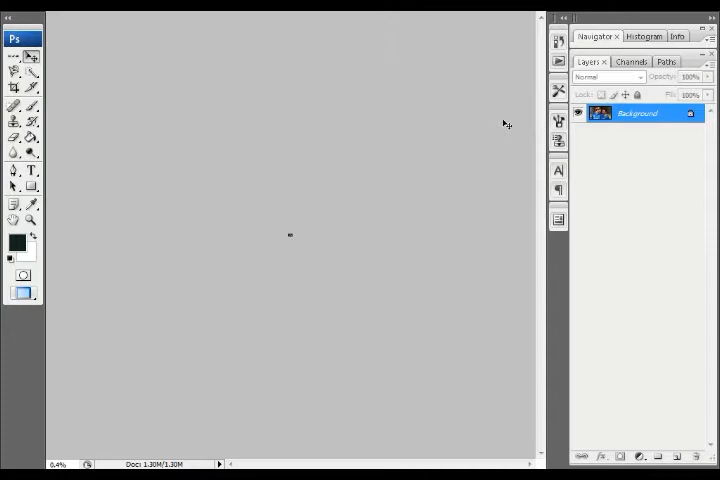 Ps
Navigator × Histogram Info
Layers × Channels Paths
Normal Opacity: 100%
Lock: Fill: 100%
Background
T
A
0.4% Doc: 1.30M/1.30M